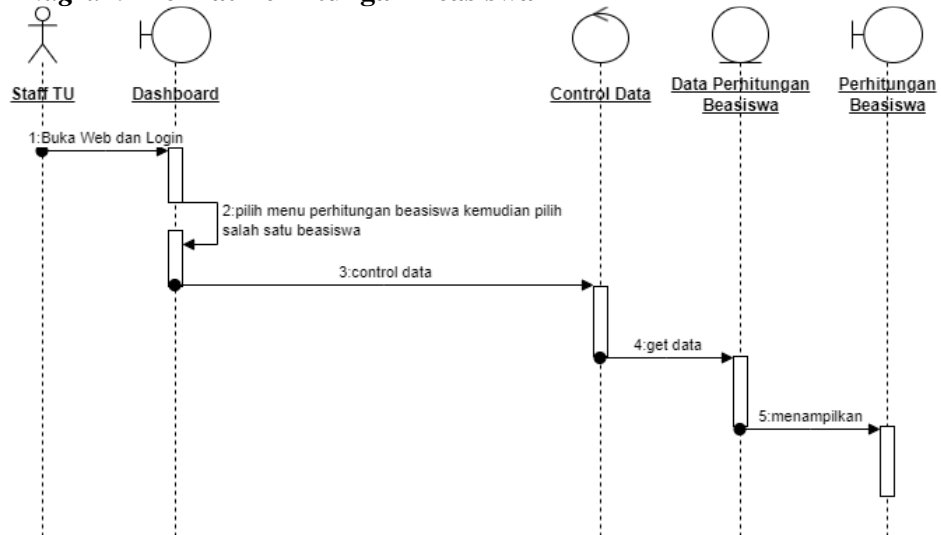 Staff TU
Dashboard
Control Data
Data Perhitungan
Beasiswa
Perhitungan
Beasiswa
1:Buka Web dan Login
2:pilih menu perhitungan beasiswa kemudian pilih
salah satu beasiswa
3:control data
4:get data
5:menampilkan